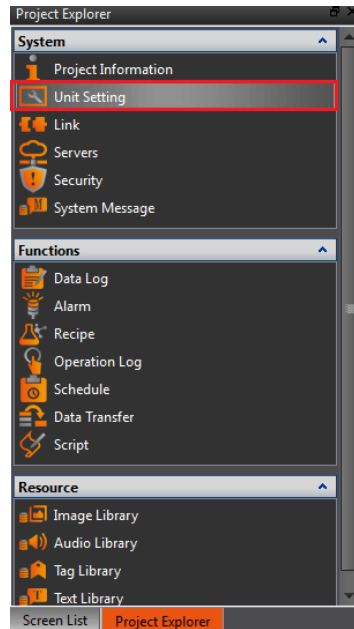 Project Explorer
System
Project Information
Unit Setting
Link
Servers
Security
System Message
Functions
Data Log
Alarm
Recipe
Operation Log
Schedule
Data Transfer
Script
Resource
Image Library
Audio Library
Tag Library
Text Library
Screen List Project Explorer